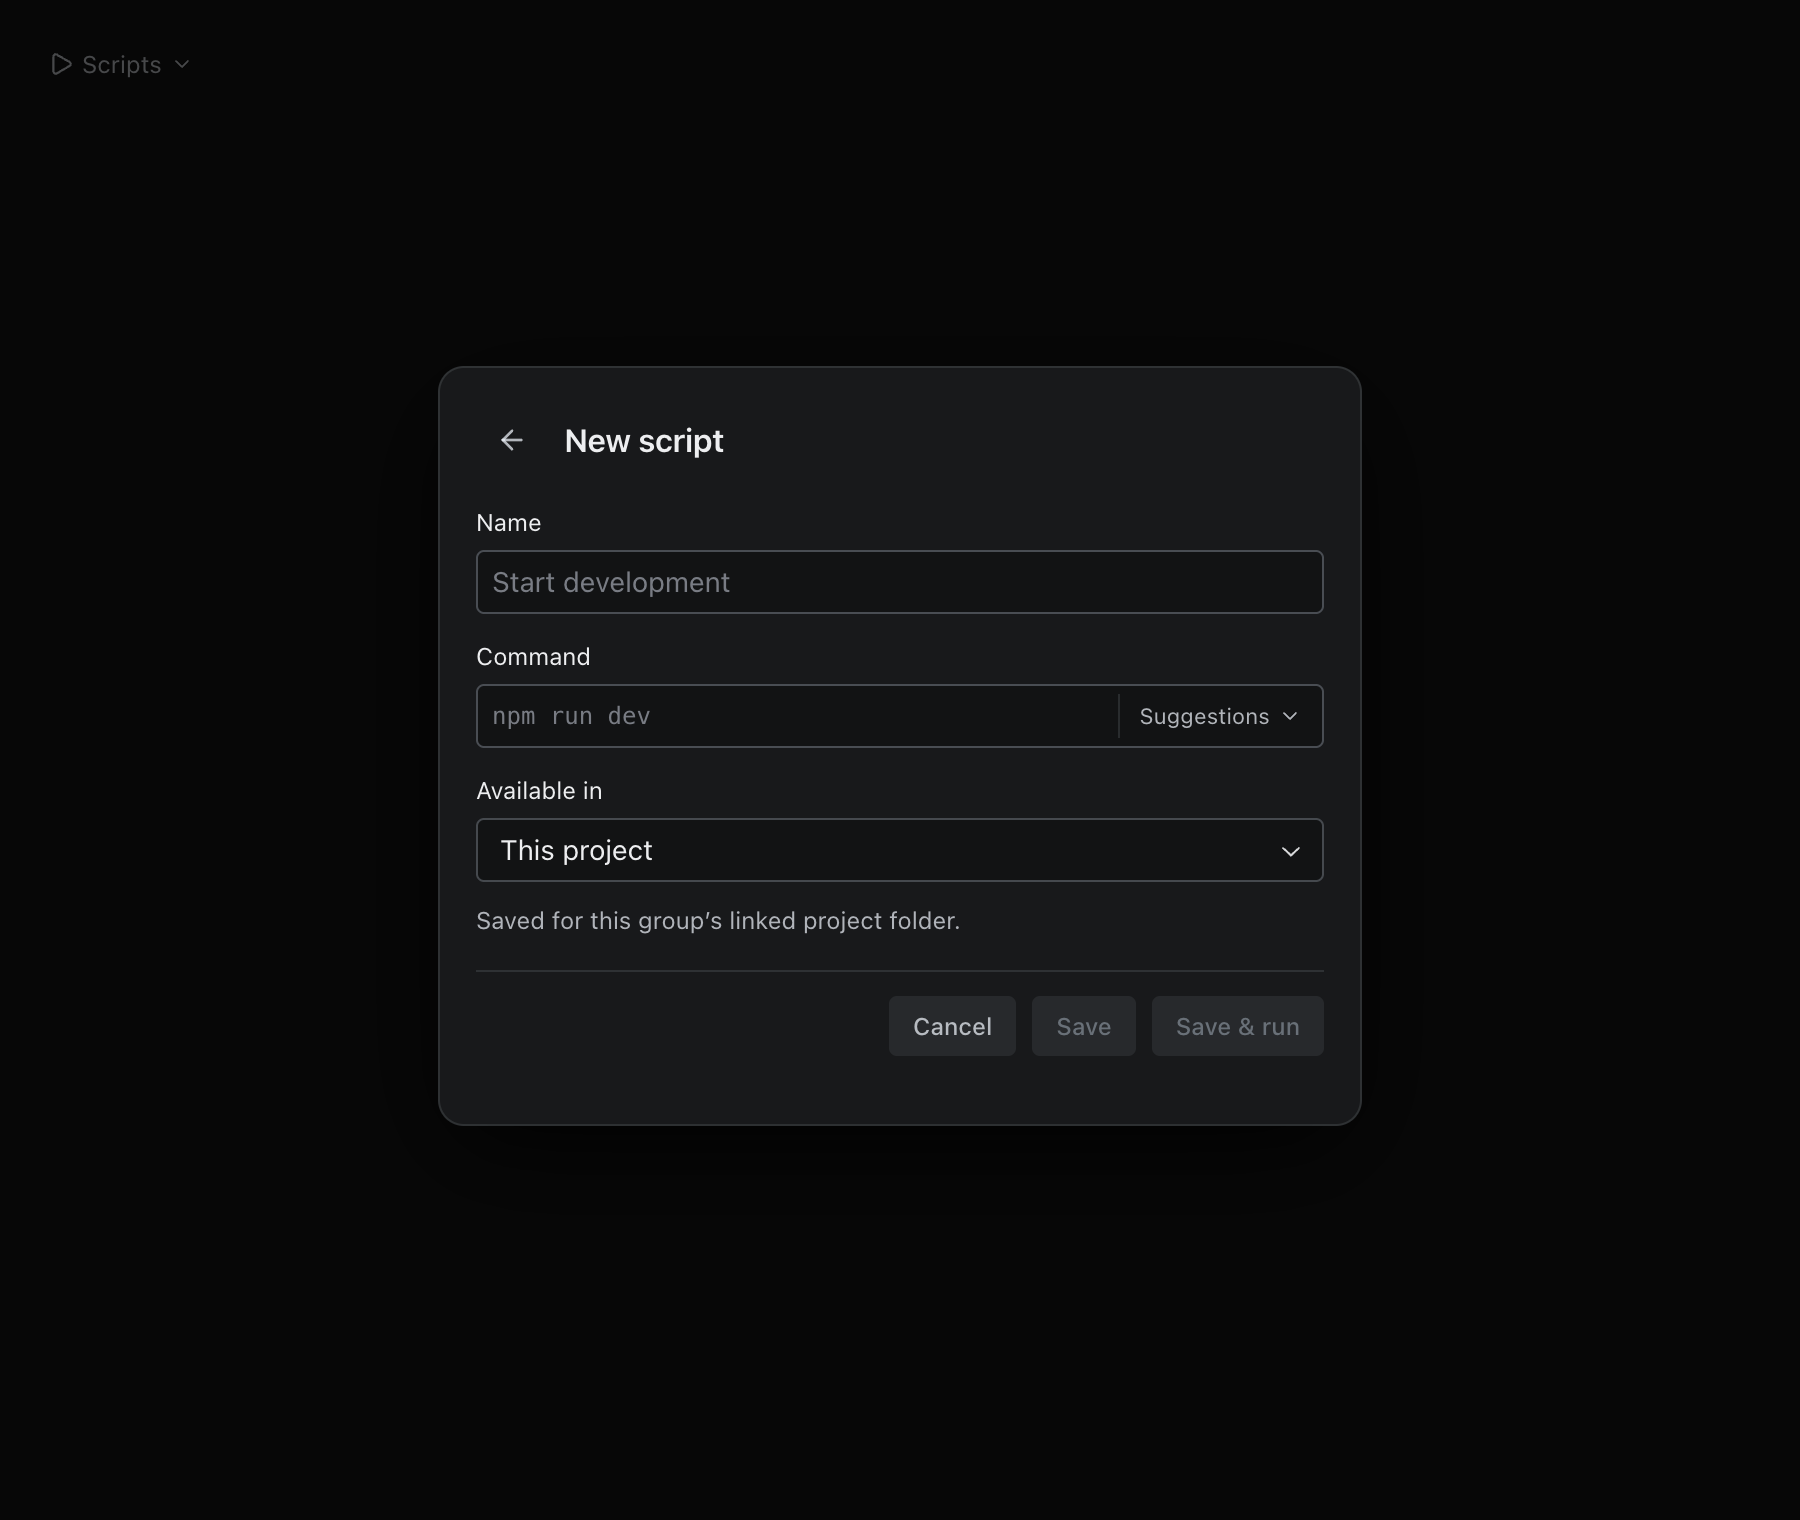 Scripts
New script
Name
Start development
Command
npm run dev
Suggestions
Available in
This project
Saved for this group’s linked project folder.
Cancel
Save
Save & run